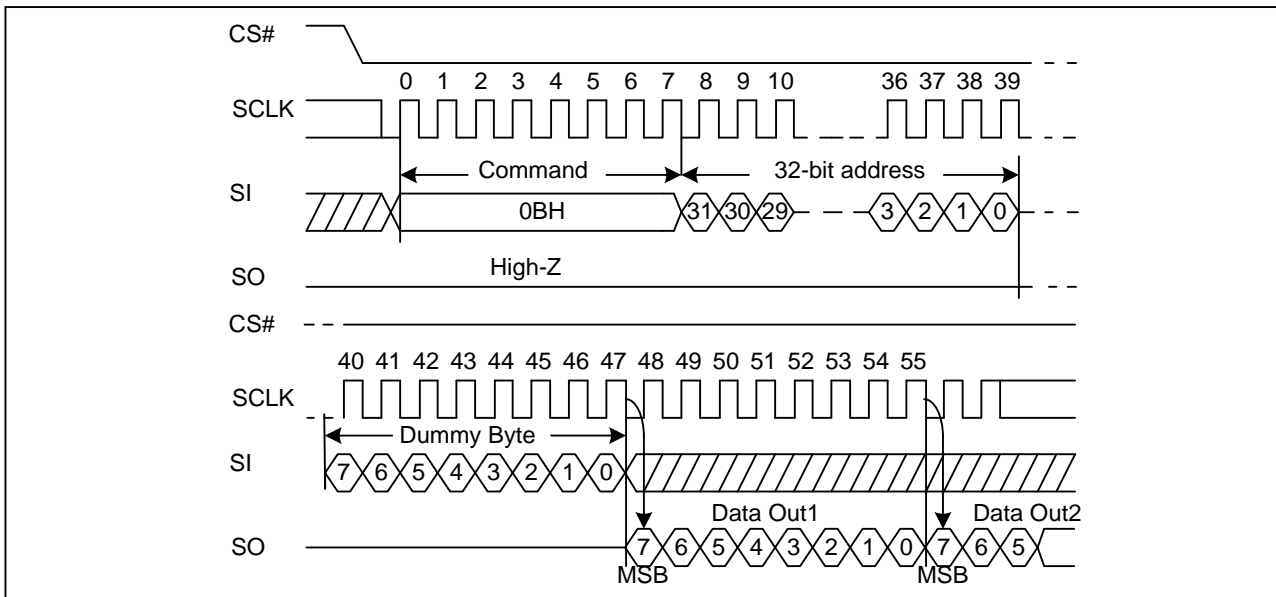 CS#
0 1 2 3 4 5 6 7 8 9 10 36 37 38 39
SCLK
Command 32-bit address
SI
0BH 31 30 29 3 2 1 0
High-Z
SO
CS#
40 41 42 43 44 45 46 47 48 49 50 51 52 53 54 55
SCLK
Dummy Byte
SI
7 6 5 4 3 2 1 0
Data Out1 Data Out2
SO
7 6 5 4 3 2 1 0 7 6 5
MSB MSB